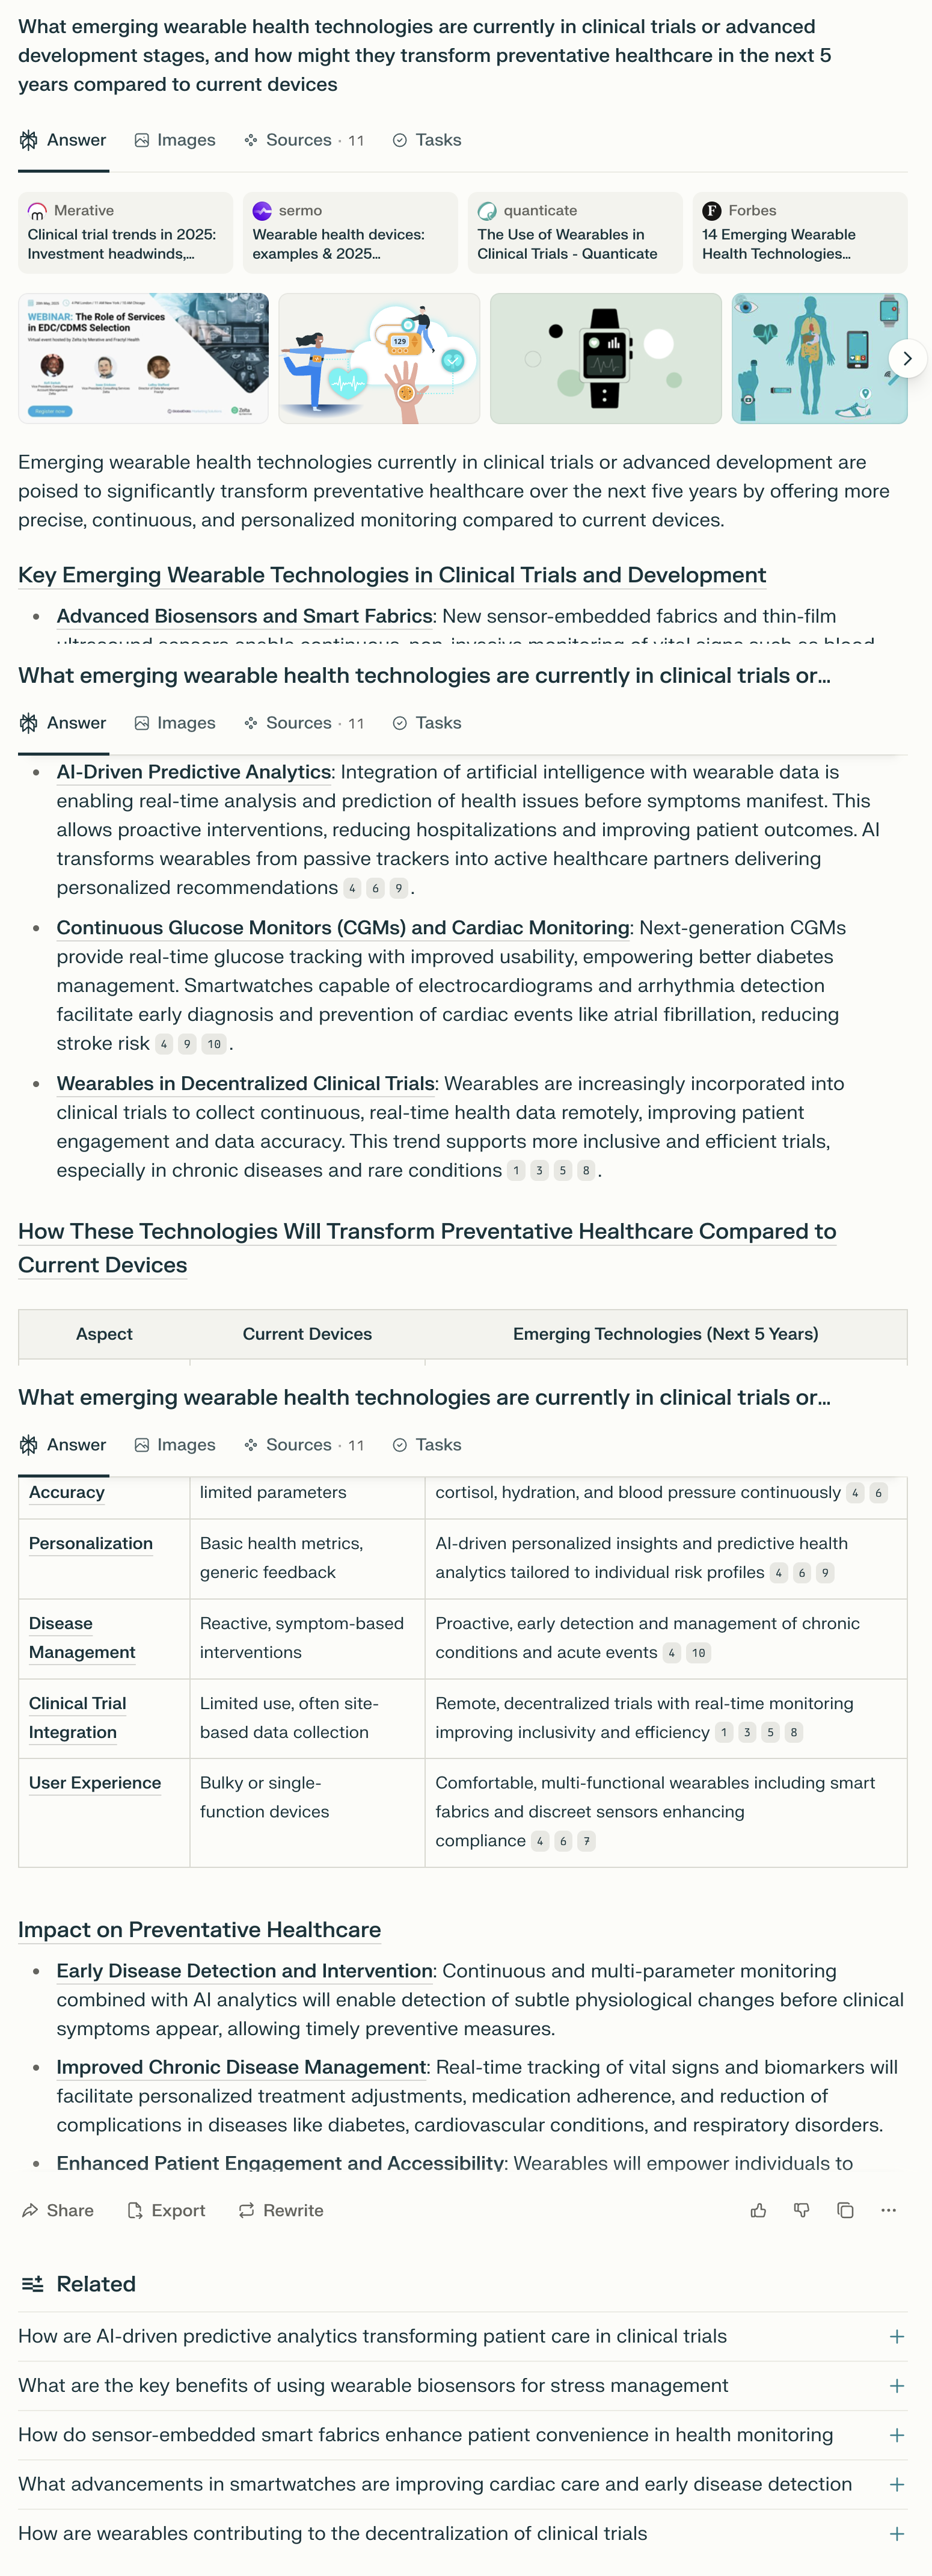 What emerging wearable health technologies are currently in clinical trials or advanced
development stages, and how might they transform preventative healthcare in the next 5
years compared to current devices
Answer
Images
Sources · 11
Tasks
Merative
Clinical trial trends in 2025:
Investment headwinds,...
sermo
Wearable health devices:
examples & 2025...
quanticate
The Use of Wearables in
Clinical Trials - Quanticate
Forbes
14 Emerging Wearable
Health Technologies...
WEBINAR: The Role of Services
in EDC/CDMS Selection
Virtual event hosted by Zelta by Merative and Fractyl Health
Register now
129
Emerging wearable health technologies currently in clinical trials or advanced development are
poised to significantly transform preventative healthcare over the next five years by offering more
precise, continuous, and personalized monitoring compared to current devices.
Key Emerging Wearable Technologies in Clinical Trials and Development
Advanced Biosensors and Smart Fabrics: New sensor-embedded fabrics and thin-film
ultrasound sensors enable continuous, non-invasive monitoring of vital signs such as blood
What emerging wearable health technologies are currently in clinical trials or...
Answer
Images
Sources · 11
Tasks
AI-Driven Predictive Analytics: Integration of artificial intelligence with wearable data is
enabling real-time analysis and prediction of health issues before symptoms manifest. This
allows proactive interventions, reducing hospitalizations and improving patient outcomes. AI
transforms wearables from passive trackers into active healthcare partners delivering
personalized recommendations 4 6 9 .
Continuous Glucose Monitors (CGMs) and Cardiac Monitoring: Next-generation CGMs
provide real-time glucose tracking with improved usability, empowering better diabetes
management. Smartwatches capable of electrocardiograms and arrhythmia detection
facilitate early diagnosis and prevention of cardiac events like atrial fibrillation, reducing
stroke risk 4 9 10 .
Wearables in Decentralized Clinical Trials: Wearables are increasingly incorporated into
clinical trials to collect continuous, real-time health data remotely, improving patient
engagement and data accuracy. This trend supports more inclusive and efficient trials,
especially in chronic diseases and rare conditions 1 3 5 8 .
How These Technologies Will Transform Preventative Healthcare Compared to
Current Devices
Aspect
Current Devices
Emerging Technologies (Next 5 Years)
What emerging wearable health technologies are currently in clinical trials or...
Answer
Images
Sources · 11
Tasks
Accuracy
limited parameters
cortisol, hydration, and blood pressure continuously 4 6
Personalization
Basic health metrics,
generic feedback
AI-driven personalized insights and predictive health
analytics tailored to individual risk profiles 4 6 9
Disease
Management
Reactive, symptom-based
interventions
Proactive, early detection and management of chronic
conditions and acute events 4 10
Clinical Trial
Integration
Limited use, often site-
based data collection
Remote, decentralized trials with real-time monitoring
improving inclusivity and efficiency 1 3 5 8
User Experience
Bulky or single-
function devices
Comfortable, multi-functional wearables including smart
fabrics and discreet sensors enhancing
compliance 4 6 7
Impact on Preventative Healthcare
Early Disease Detection and Intervention: Continuous and multi-parameter monitoring
combined with AI analytics will enable detection of subtle physiological changes before clinical
symptoms appear, allowing timely preventive measures.
Improved Chronic Disease Management: Real-time tracking of vital signs and biomarkers will
facilitate personalized treatment adjustments, medication adherence, and reduction of
complications in diseases like diabetes, cardiovascular conditions, and respiratory disorders.
Enhanced Patient Engagement and Accessibility: Wearables will empower individuals to
Share
Export
Rewrite
Related
How are AI-driven predictive analytics transforming patient care in clinical trials
What are the key benefits of using wearable biosensors for stress management
How do sensor-embedded smart fabrics enhance patient convenience in health monitoring
What advancements in smartwatches are improving cardiac care and early disease detection
How are wearables contributing to the decentralization of clinical trials